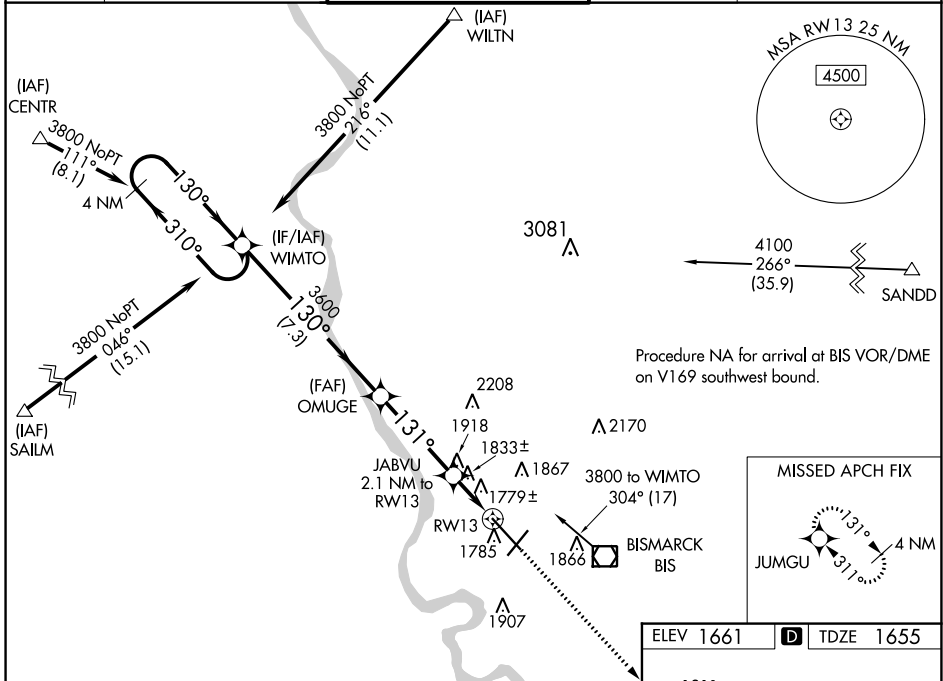 (IAF)
WILTN
3800 NoPT
216°
(11.1)
MSA RW 13 25 NM
4500
(IAF)
CENTR
3800 NoPT
111°
(8.1)
4 NM
130°
310°
(IF/IAF)
WIMTO
3081
4100
266°
(35.9)
SANDD
3600
130°
(7.3)
3800 NoPT
046°
(15.1)
(IAF)
SAILM
Procedure NA for arrival at BIS VOR/DME
on V169 southwest bound.
(FAF)
OMUGE
131°
2208
1918
1833±
2170
JABVU
2.1 NM to
RW13
1867
1779±
3800 to WIMTO
304° (17)
RW13
1785
1866
BISMARCK
BIS
1907
MISSED APCH FIX
131°
4 NM
JUMGU
311°
ELEV 1661
D
TDZE 1655